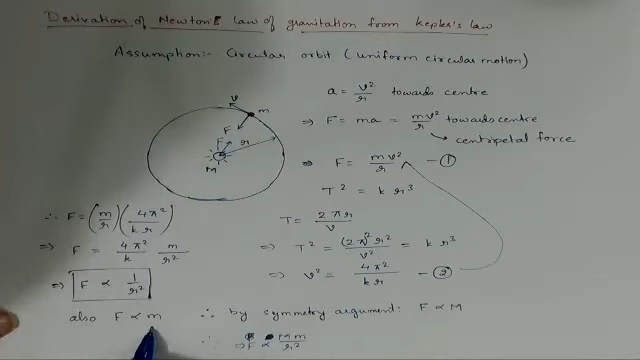 Derivation of Newton's law of gravitation from Kepler's law
Assumption:- Circular orbit (uniform circular motion)
a = v²/r towards centre
⇒ F = ma = mv²/r towards centre
centripetal force
⇒ F = mv²/r — ①
T² = k r³
T = 2πr/v
⇒ T² = (2π)² r²/v² = k r³
⇒ v² = 4π²/kr — ②
v
m
F
F
r
M
∴ F = (m/r) (4π²/kr)
⇒ F = 4π²/k m/r²
⇒ F ∝ 1/r²
also F ∝ m ∴ by symmetry argument: F ∝ M
∴ ⇒ F ∝ Mm/r²